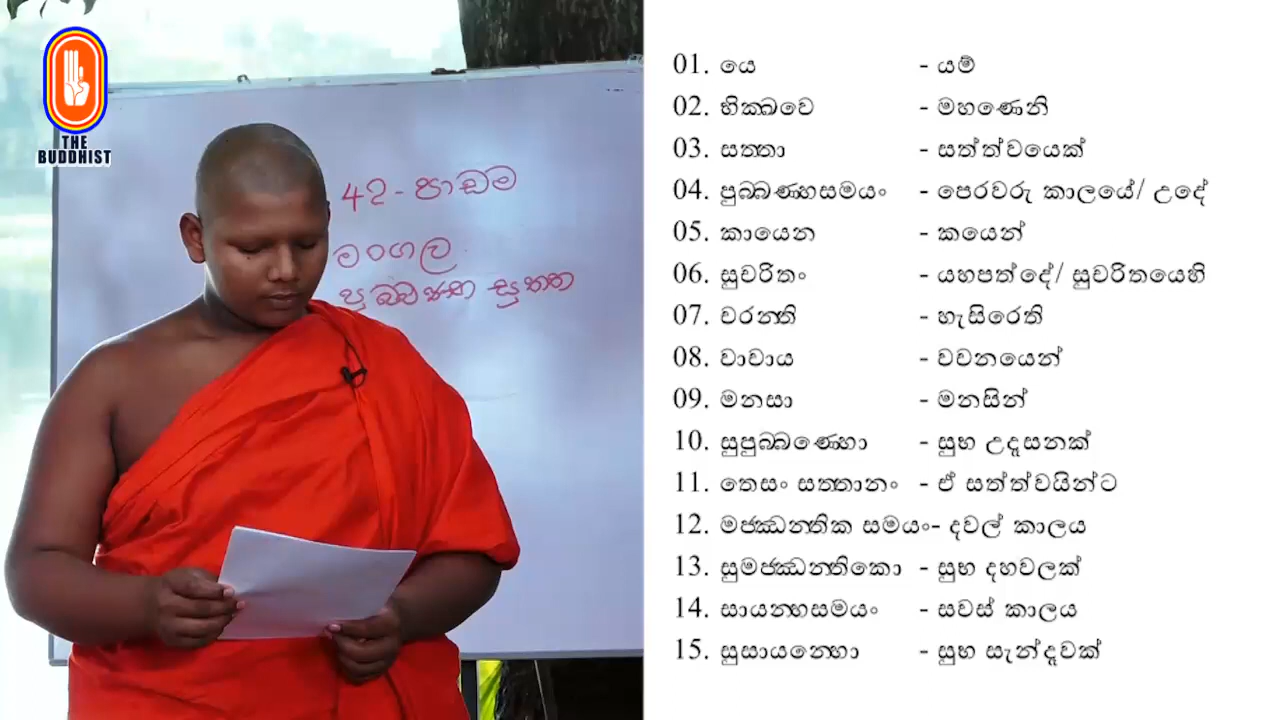 THE
BUDDHIST
42 - පාඩම
මංගල
පුබ්බණ්හ සුත්ත
01. යෙ - යම්
02. භික්ඛවෙ - මහණෙනි
03. සත්තා - සත්ත්වයෙක්
04. පුබ්බණ්හසමයං - පෙරවරු කාලයේ/ උදේ
05. කායෙන - කයෙන්
06. සුචරිතං - යහපත්දේ/ සුචරිතයෙහි
07. චරන්ති - හැසිරෙති
08. වාචාය - වචනයෙන්
09. මනසා - මනසින්
10. සුපුබ්බණ්හො - සුභ උදෑසනක්
11. තෙසං සත්තානං - ඒ සත්ත්වයින්ට
12. මජ්ඣන්තික සමයං- දවල් කාලය
13. සුමජ්ඣන්තිකො - සුභ දහවලක්
14. සායන්හසමයං - සවස් කාලය
15. සුසායන්හො - සුභ සැන්දෑවක්